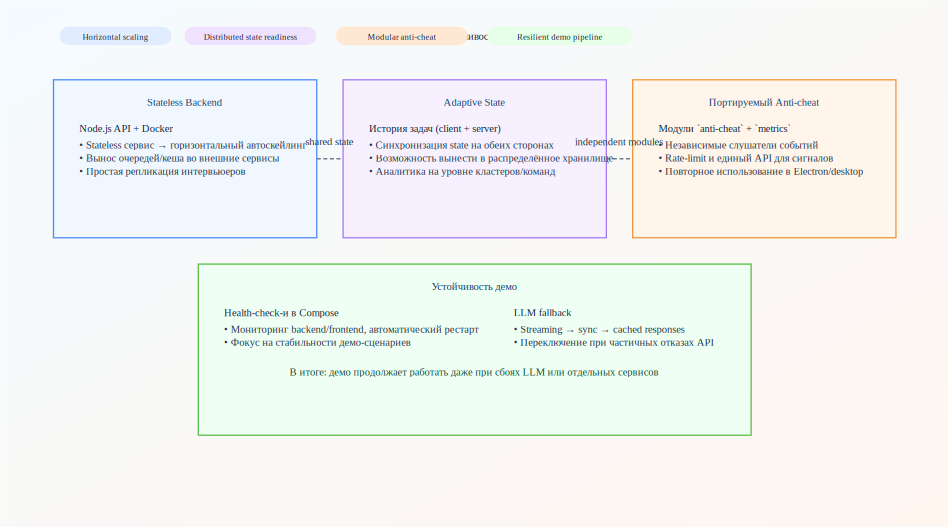 Horizontal scaling
Distributed state readiness
Modular anti-cheat
Resilient demo pipeline
Stateless Backend
Node.js API + Docker
• Stateless сервис → горизонтальный автоскейлинг
• Вынос очередей/кеша во внешние сервисы
• Простая репликация интервьюеров
shared state
Adaptive State
История задач (client + server)
• Синхронизация state на обеих сторонах
• Возможность вынести в распределённое хранилище
• Аналитика на уровне кластеров/команд
independent modules
Портируемый Anti-cheat
Модули `anti-cheat` + `metrics`
• Независимые слушатели событий
• Rate-limit и единый API для сигналов
• Повторное использование в Electron/desktop
Устойчивость демо
Health-check-и в Compose
• Мониторинг backend/frontend, автоматический рестарт
• Фокус на стабильности демо-сценариев
LLM fallback
• Streaming → sync → cached responses
• Переключение при частичных отказах API
В итоге: демо продолжает работать даже при сбоях LLM или отдельных сервисов